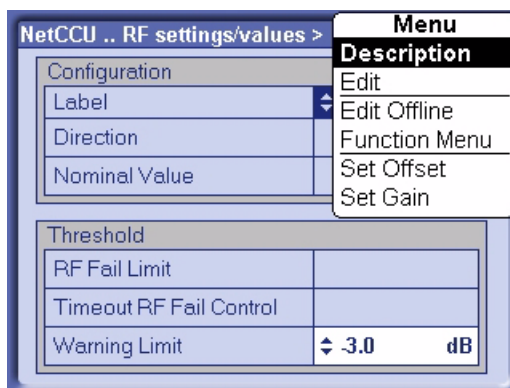 NetCCU .. RF settings/values >
Menu
Description
Edit
Edit Offline
Function Menu
Set Offset
Set Gain
Configuration
Label
Direction
Nominal Value
Threshold
RF Fail Limit
Timeout RF Fail Control
Warning Limit -3.0 dB